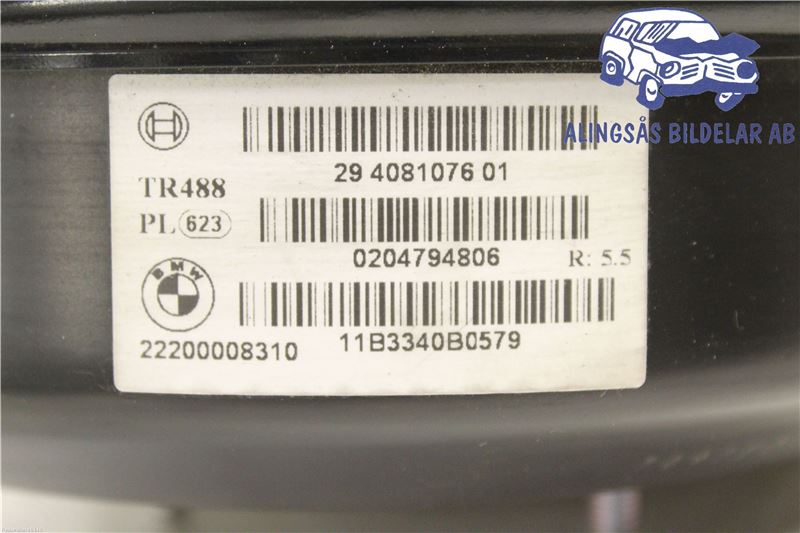 ALINGSÅS BILDELAR AB
29 4081076 01
TR488
PL 623
0204794806 R: 5.5
BMW
22200008310 11B3340B0579